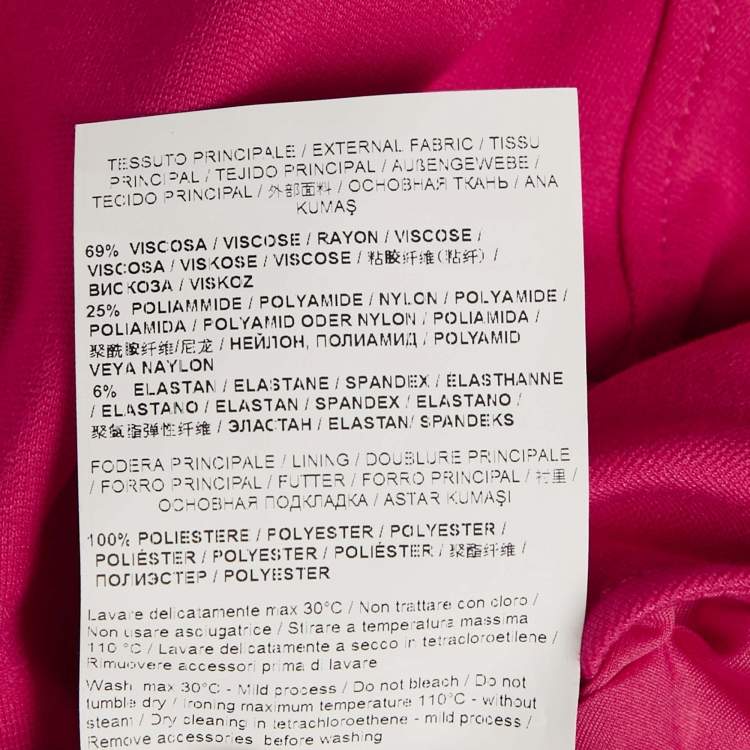 TESSUTO PRINCIPALE / EXTERNAL FABRIC / TISSU
PRINCIPAL / TEJIDO PRINCIPAL / AUßENGEWEBE /
TECIDO PRINCIPAL / 外部面料 / ОСНОВНАЯ ТКАНЬ / ANA
KUMAŞ
69% VISCOSA / VISCOSE / RAYON / VISCOSE /
VISCOSA / VISKOSE / VISCOSE / 粘胶纤维(粘纤) /
ВИСКОЗА / VISKOZ
25% POLIAMMIDE / POLYAMIDE / NYLON / POLYAMIDE /
POLIAMIDA / POLYAMID ODER NYLON / POLIAMIDA /
聚酰胺纤维/尼龙 / НЕЙЛОН, ПОЛИАМИД / POLYAMID
VEYA NAYLON
6% ELASTAN / ELASTANE / SPANDEX / ÉLASTHANNE
/ ELASTANO / ELASTAN / SPANDEX / ELASTANO /
聚氨脂弹性纤维 / ЭЛАСТАН / ELASTAN/ SPANDEKS
FODERA PRINCIPALE / LINING / DOUBLURE PRINCIPALE
/ FORRO PRINCIPAL / FUTTER / FORRO PRINCIPAL / 衬里 /
ОСНОВНАЯ ПОДКЛАДКА / ASTAR KUMAŞI
100% POLIESTERE / POLYESTER / POLYESTER /
POLIÉSTER / POLYESTER / POLIÉSTER / 聚酯纤维 /
ПОЛИЭСТЕР / POLYESTER
Lavare delicatamente max 30°C / Non trattare con cloro /
Non usare asciugatrice / Stirare a temperatura massima
110 °C / Lavare delicatamente a secco in tetracloroetilene /
Rimuovere accessori prima di lavare
Wash max 30°C - Mild process / Do not bleach / Do not
tumble dry / Ironing maximum temperature 110°C - without
steam / Dry cleaning in tetrachloroethene - mild process /
Remove accessories before washing